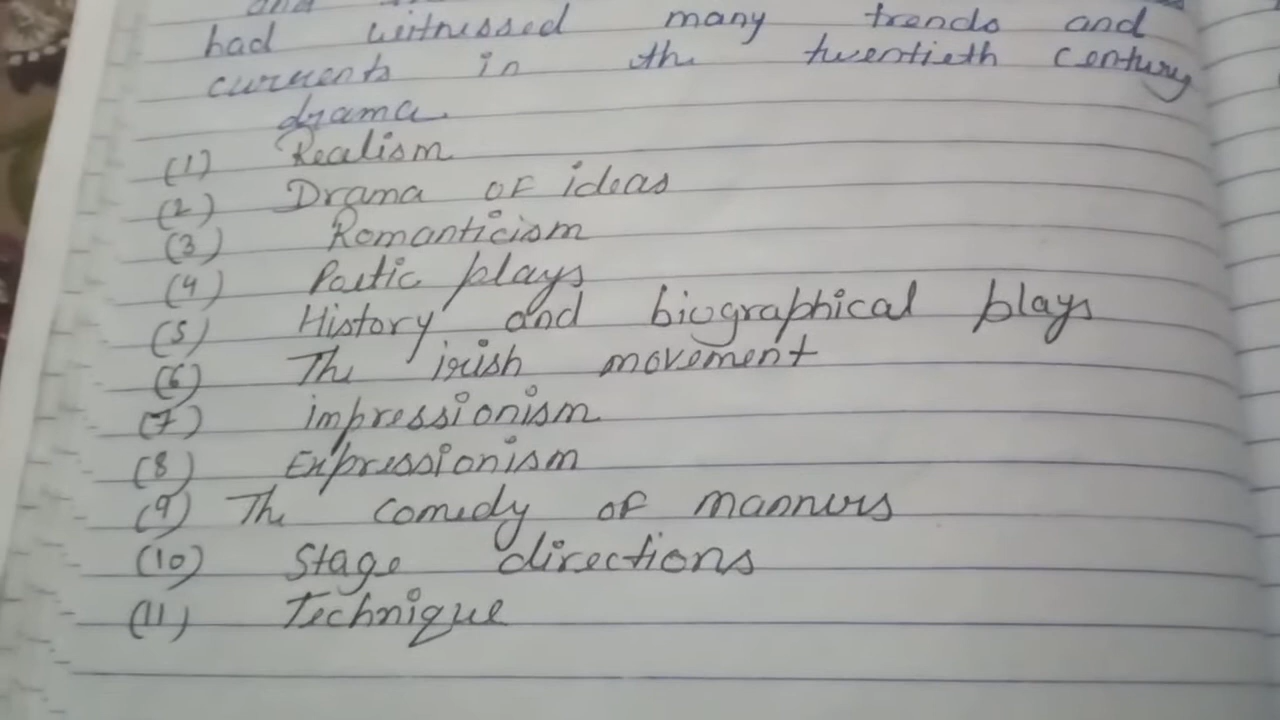 and
had witnessed many trends and
currents in the twentieth century
drama.
(1) Realism
(2) Drama of ideas
(3) Romanticism
(4) Poetic plays
(5) History and biographical plays
(6) The irish movement
(7) impressionism
(8) Expressionism
(9) The comedy of manners
(10) Stage directions
(11) Technique